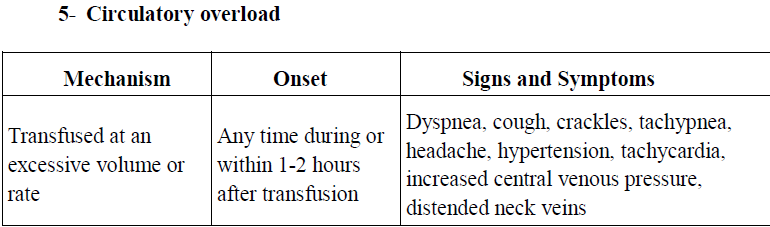 5- Circulatory overload
Mechanism
Onset
Signs and Symptoms
Transfused at an
excessive volume or
rate
Any time during or
within 1-2 hours
after transfusion
Dyspnea, cough, crackles, tachypnea,
headache, hypertension, tachycardia,
increased central venous pressure,
distended neck veins